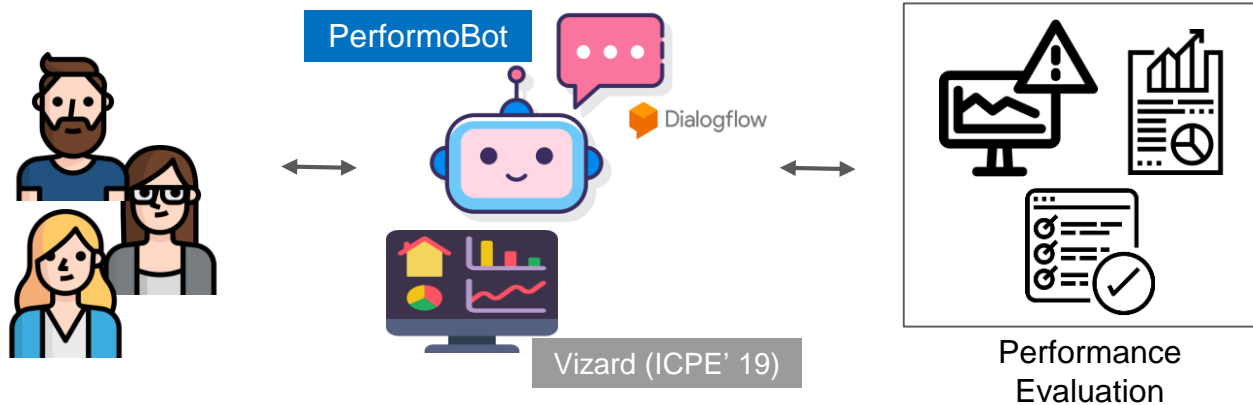 PerformoBot
Dialogflow
Vizard (ICPE’ 19)
Performance
Evaluation